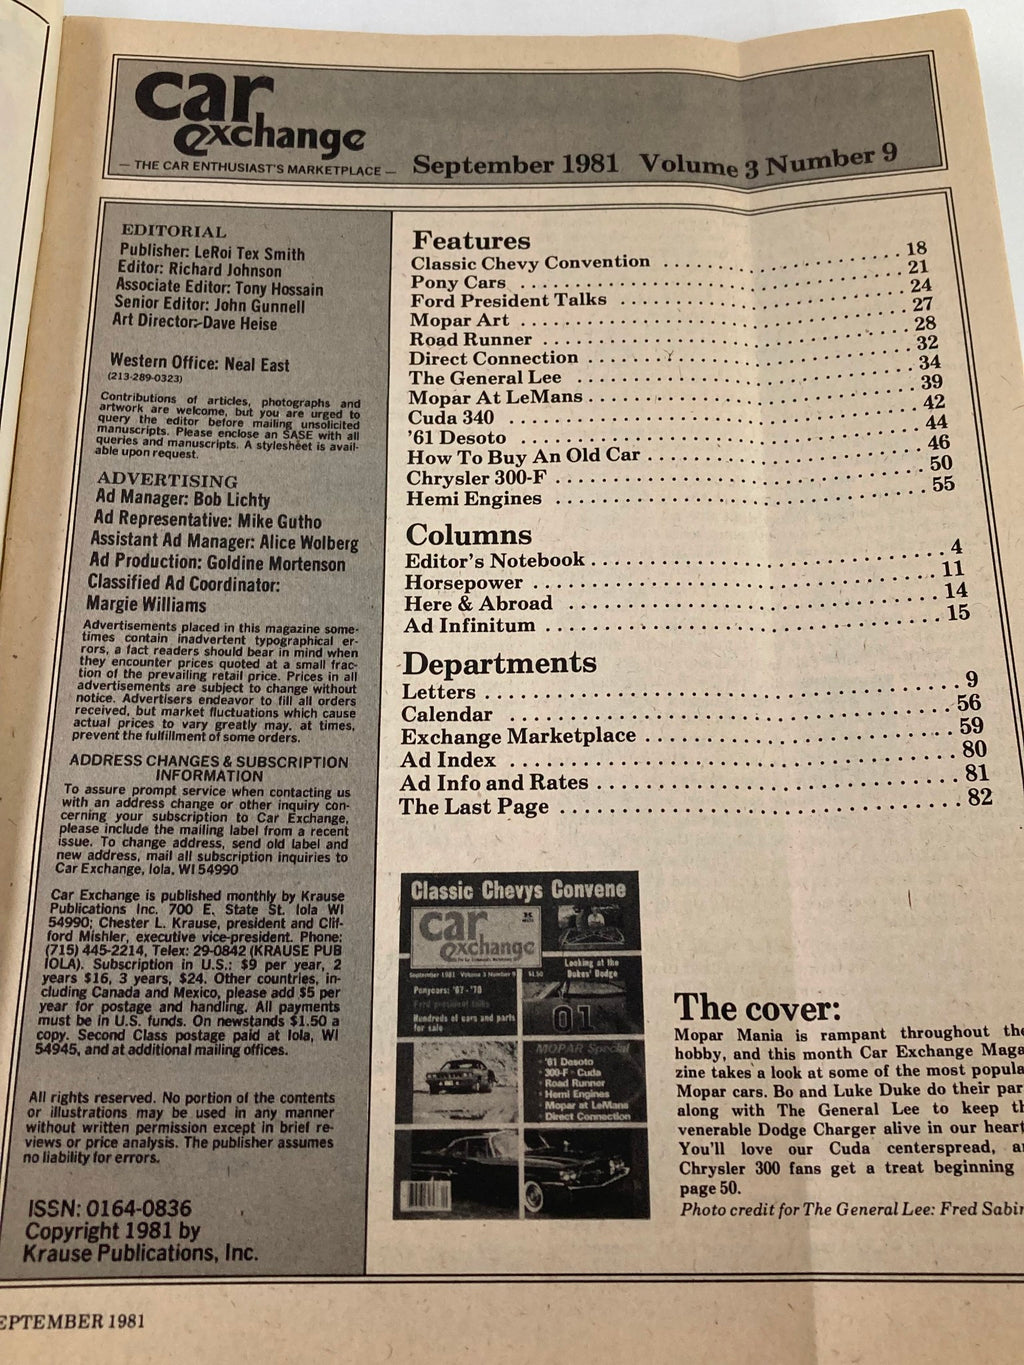 car
exchange
— THE CAR ENTHUSIAST'S MARKETPLACE —
September 1981 Volume 3 Number 9
EDITORIAL
Publisher: LeRoi Tex Smith
Editor: Richard Johnson
Associate Editor: Tony Hossain
Senior Editor: John Gunnell
Art Director: Dave Heise
Western Office: Neal East
(213-289-0323)
Contributions of articles, photographs and
artwork are welcome, but you are urged to
query the editor before mailing unsolicited
manuscripts. Please enclose an SASE with all
queries and manuscripts. A stylesheet is avail-
able upon request.
ADVERTISING
Ad Manager: Bob Lichty
Ad Representative: Mike Gutho
Assistant Ad Manager: Alice Wolberg
Ad Production: Goldine Mortenson
Classified Ad Coordinator:
Margie Williams
Advertisements placed in this magazine some-
times contain inadvertent typographical er-
rors, a fact readers should bear in mind when
they encounter prices quoted at a small frac-
tion of the prevailing retail price. Prices in all
advertisements are subject to change without
notice. Advertisers endeavor to fill all orders
received, but market fluctuations which cause
actual prices to vary greatly may, at times,
prevent the fulfillment of some orders.
ADDRESS CHANGES & SUBSCRIPTION
INFORMATION
To assure prompt service when contacting us
with an address change or other inquiry con-
cerning your subscription to Car Exchange,
please include the mailing label from a recent
issue. To change address, send old label and
new address, mail all subscription inquiries to
Car Exchange, Iola, WI 54990
Car Exchange is published monthly by Krause
Publications Inc. 700 E. State St. Iola WI
54990; Chester L. Krause, president and Clif-
ford Mishler, executive vice-president. Phone:
(715) 445-2214, Telex: 29-0842 (KRAUSE PUB
IOLA). Subscription in U.S.: $9 per year, 2
years $16, 3 years, $24. Other countries, in-
cluding Canada and Mexico, please add $5 per
year for postage and handling. All payments
must be in U.S. funds. On newstands $1.50 a
copy. Second Class postage paid at Iola, WI
54945, and at additional mailing offices.
All rights reserved. No portion of the contents
or illustrations may be used in any manner
without written permission except in brief re-
views or price analysis. The publisher assumes
no liability for errors.
ISSN: 0164-0836
Copyright 1981 by
Krause Publications, Inc.
Features
Classic Chevy Convention . . . . . . . . . . 18
Pony Cars . . . . . . . . . . 21
Ford President Talks . . . . . . . . . . 24
Mopar Art . . . . . . . . . . 27
Road Runner . . . . . . . . . . 28
Direct Connection . . . . . . . . . . 32
The General Lee . . . . . . . . . . 34
Mopar At LeMans . . . . . . . . . . 39
Cuda 340 . . . . . . . . . . 42
'61 Desoto . . . . . . . . . . 44
How To Buy An Old Car . . . . . . . . . . 46
Chrysler 300-F . . . . . . . . . . 50
Hemi Engines . . . . . . . . . . 55
Columns
Editor's Notebook . . . . . . . . . . 4
Horsepower . . . . . . . . . . 11
Here & Abroad . . . . . . . . . . 14
Ad Infinitum . . . . . . . . . . 15
Departments
Letters . . . . . . . . . . 9
Calendar . . . . . . . . . . 56
Exchange Marketplace . . . . . . . . . . 59
Ad Index . . . . . . . . . . 80
Ad Info and Rates . . . . . . . . . . 81
The Last Page . . . . . . . . . . 82
Classic Chevys Convene
car
exchange
September 1981 Volume 3 Number 9 $1.50
Looking at the
Dukes' Dodge
Ponycars: '67 - '70
Ford president talks
Hundreds of cars and parts
for sale
01
MOPAR Special
• '61 Desoto
• 300-F • Cuda
• Road Runner
• Hemi Engines
• Mopar at LeMans
• Direct Connection
The cover:
Mopar Mania is rampant throughout the
hobby, and this month Car Exchange Maga
zine takes a look at some of the most popula
Mopar cars. Bo and Luke Duke do their par
along with The General Lee to keep th
venerable Dodge Charger alive in our heart
You'll love our Cuda centerspread, a
Chrysler 300 fans get a treat beginning
page 50.
Photo credit for The General Lee: Fred Sabi
EPTEMBER 1981